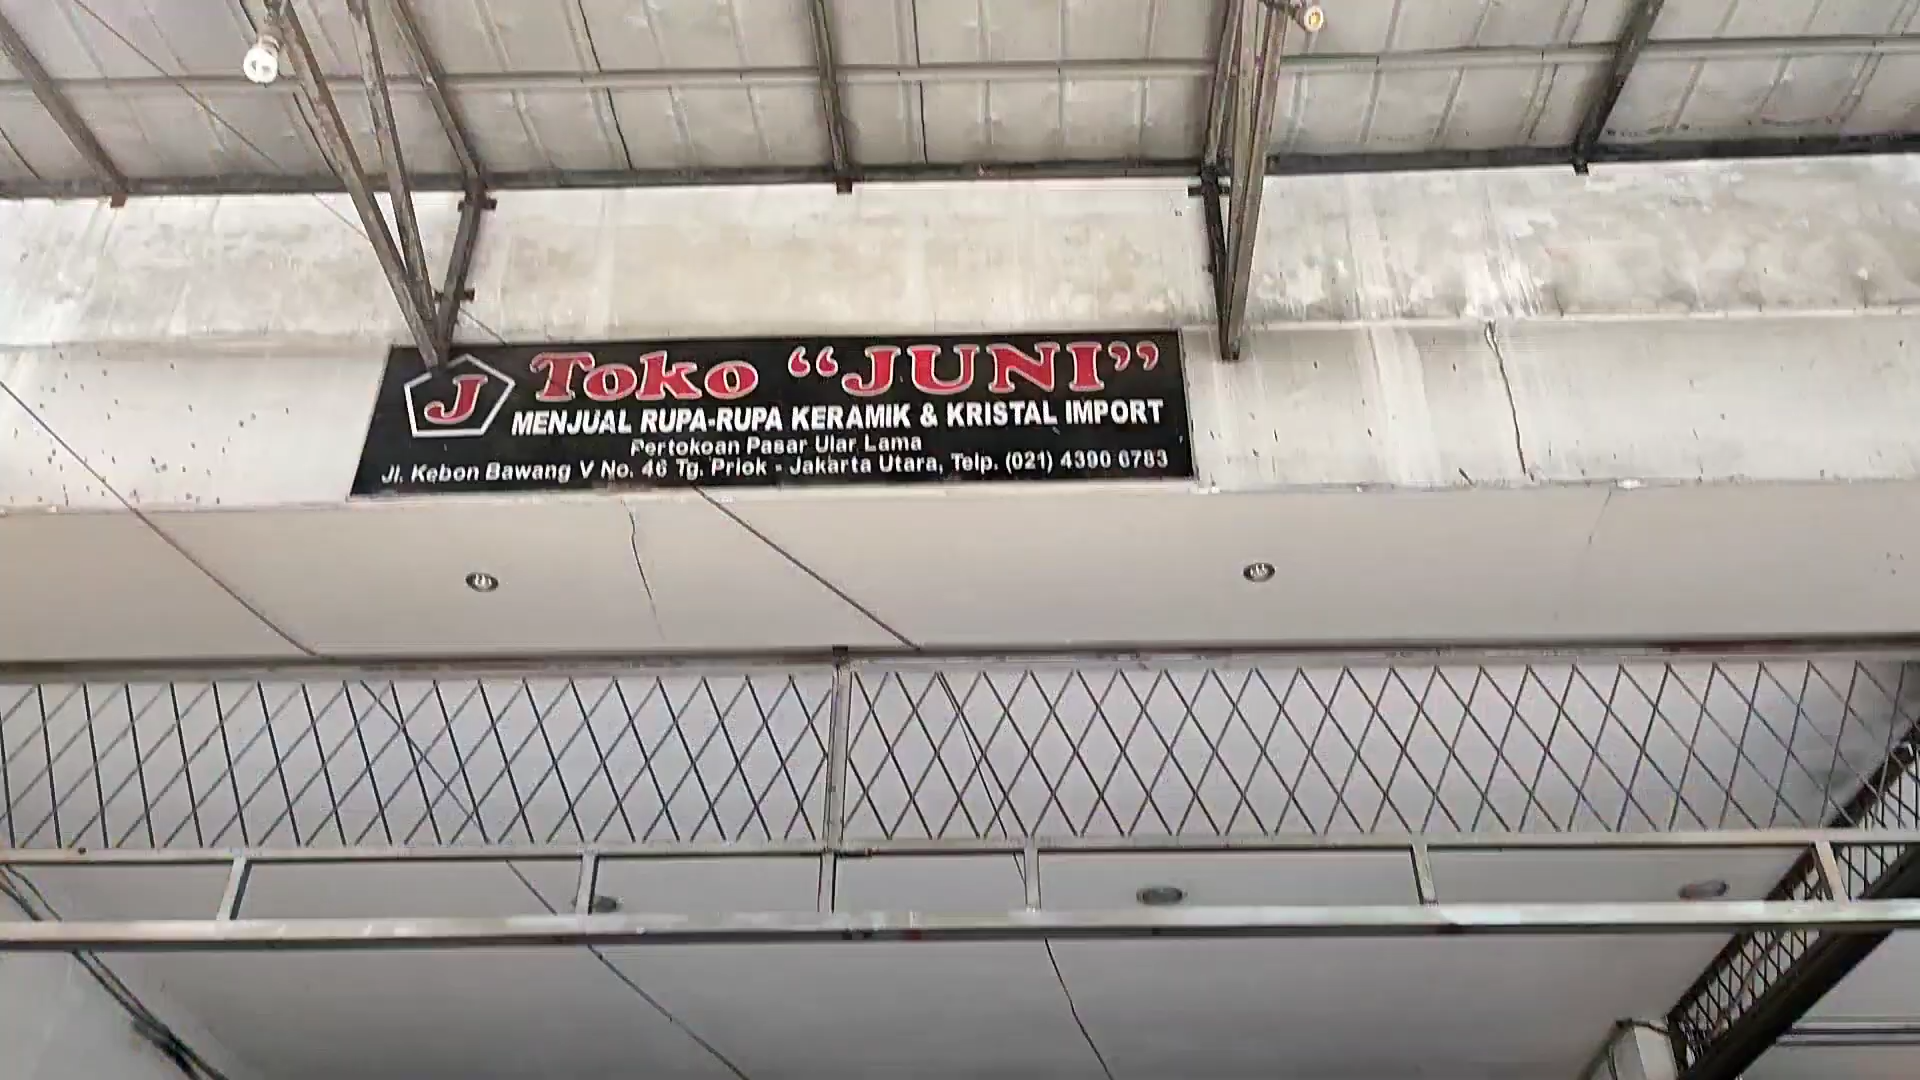 J Toko “JUNI”
MENJUAL RUPA-RUPA KERAMIK & KRISTAL IMPORT
Pertokoan Pasar Ular Lama
Jl. Kebon Bawang V No. 46 Tg. Priok - Jakarta Utara, Telp. (021) 4390 6783